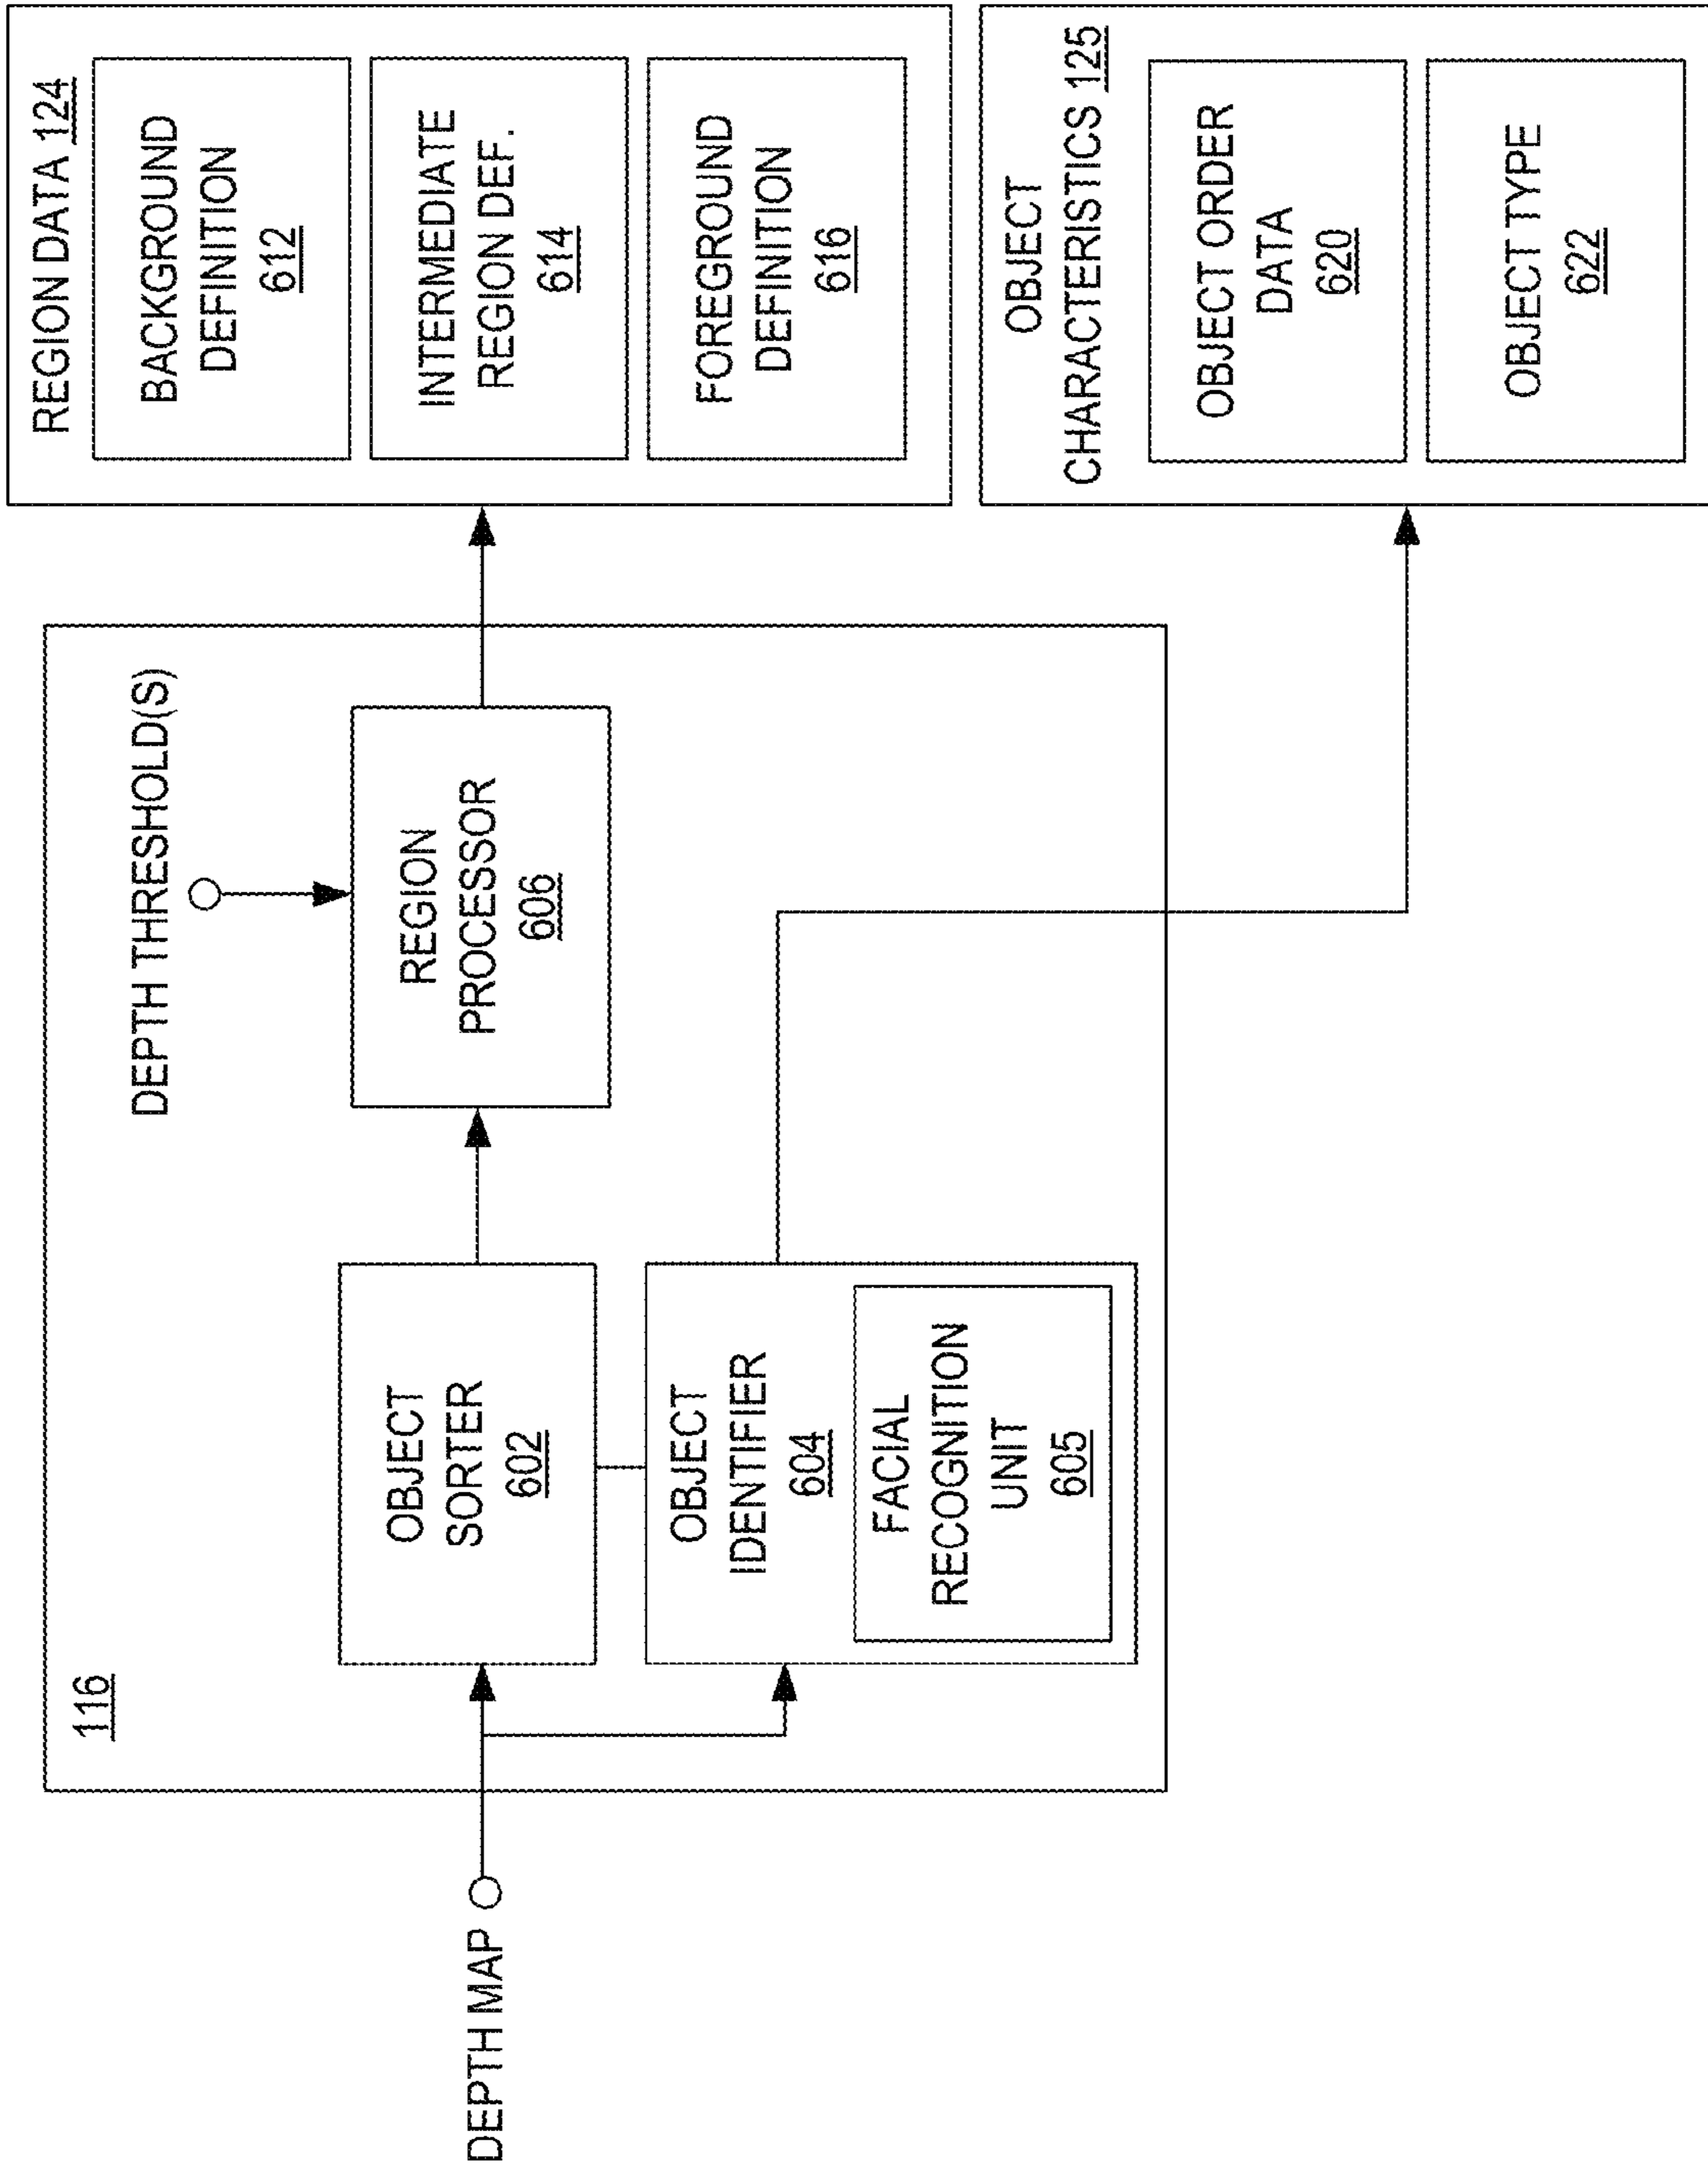 116
DEPTH MAP
OBJECT
SORTER
602
OBJECT
IDENTIFIER
604
FACIAL
RECOGNITION
UNIT
605
DEPTH THRESHOLD(S)
REGION
PROCESSOR
606
REGION DATA 124
BACKGROUND
DEFINITION
612
INTERMEDIATE
REGION DEF.
614
FOREGROUND
DEFINITION
616
OBJECT
CHARACTERISTICS 125
OBJECT ORDER
DATA
620
OBJECT TYPE
622